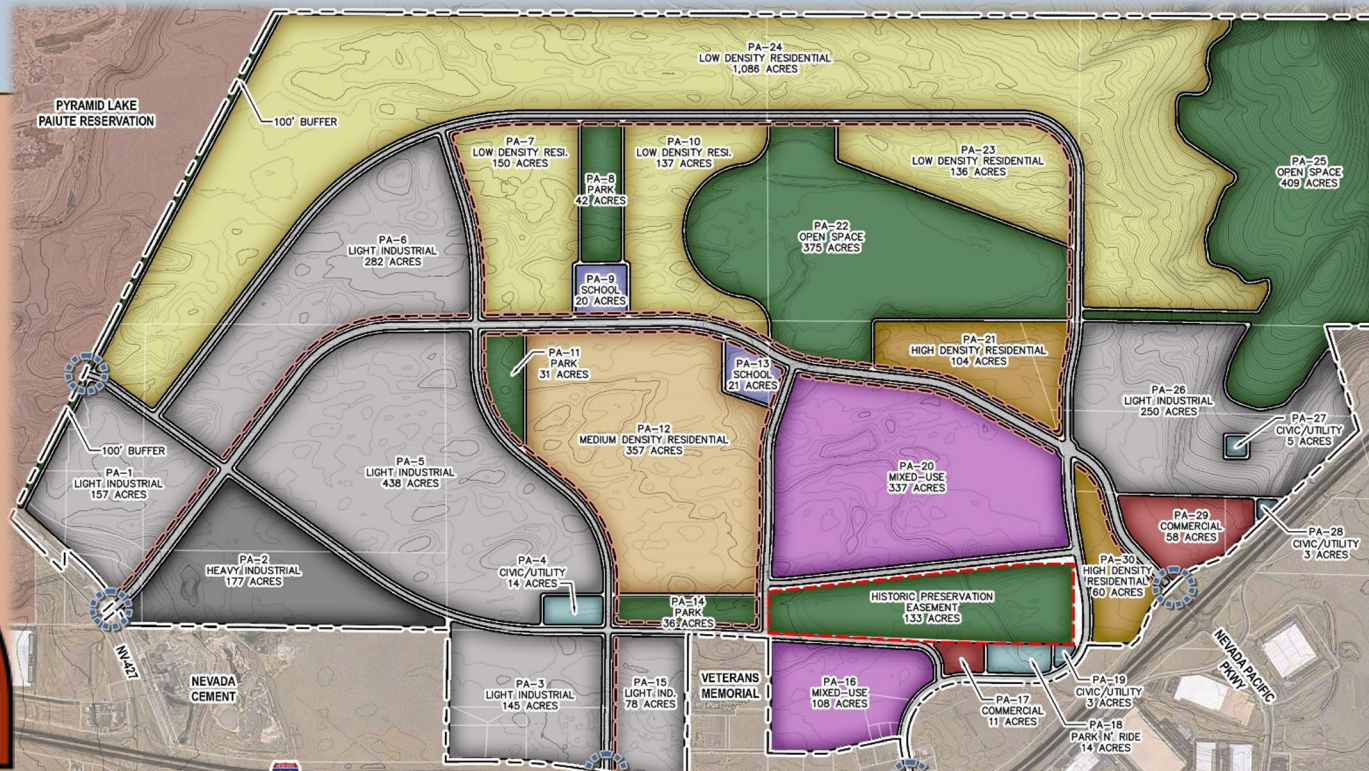 PA-24
LOW DENSITY RESIDENTIAL
1,086 ACRES
PYRAMID LAKE
PAIUTE RESERVATION
100' BUFFER
PA-7
LOW DENSITY RESI.
150 ACRES
PA-8
PARK
42 ACRES
PA-10
LOW DENSITY RESI.
137 ACRES
PA-23
LOW DENSITY RESIDENTIAL
136 ACRES
PA-25
OPEN SPACE
409 ACRES
PA-6
LIGHT INDUSTRIAL
282 ACRES
PA-22
OPEN SPACE
375 ACRES
PA-9
SCHOOL
20 ACRES
PA-11
PARK
31 ACRES
PA-13
SCHOOL
21 ACRES
PA-21
HIGH DENSITY RESIDENTIAL
104 ACRES
PA-26
LIGHT INDUSTRIAL
250 ACRES
PA-27
CIVIC/UTILITY
5 ACRES
100' BUFFER
PA-1
LIGHT INDUSTRIAL
157 ACRES
PA-5
LIGHT INDUSTRIAL
438 ACRES
PA-12
MEDIUM DENSITY RESIDENTIAL
357 ACRES
PA-20
MIXED-USE
337 ACRES
PA-29
COMMERCIAL
58 ACRES
PA-28
CIVIC/UTILITY
3 ACRES
PA-2
HEAVY INDUSTRIAL
177 ACRES
PA-4
CIVIC/UTILITY
14 ACRES
PA-30
HIGH DENSITY
RESIDENTIAL
60 ACRES
PA-14
PARK
36 ACRES
HISTORIC PRESERVATION
EASEMENT
133 ACRES
NV-427
NEVADA
CEMENT
PA-3
LIGHT INDUSTRIAL
145 ACRES
PA-15
LIGHT IND.
78 ACRES
VETERANS
MEMORIAL
PA-16
MIXED-USE
108 ACRES
PA-17
COMMERCIAL
11 ACRES
PA-19
CIVIC/UTILITY
3 ACRES
PA-18
PARK N' RIDE
14 ACRES
NEVADA PACIFIC
PKWY